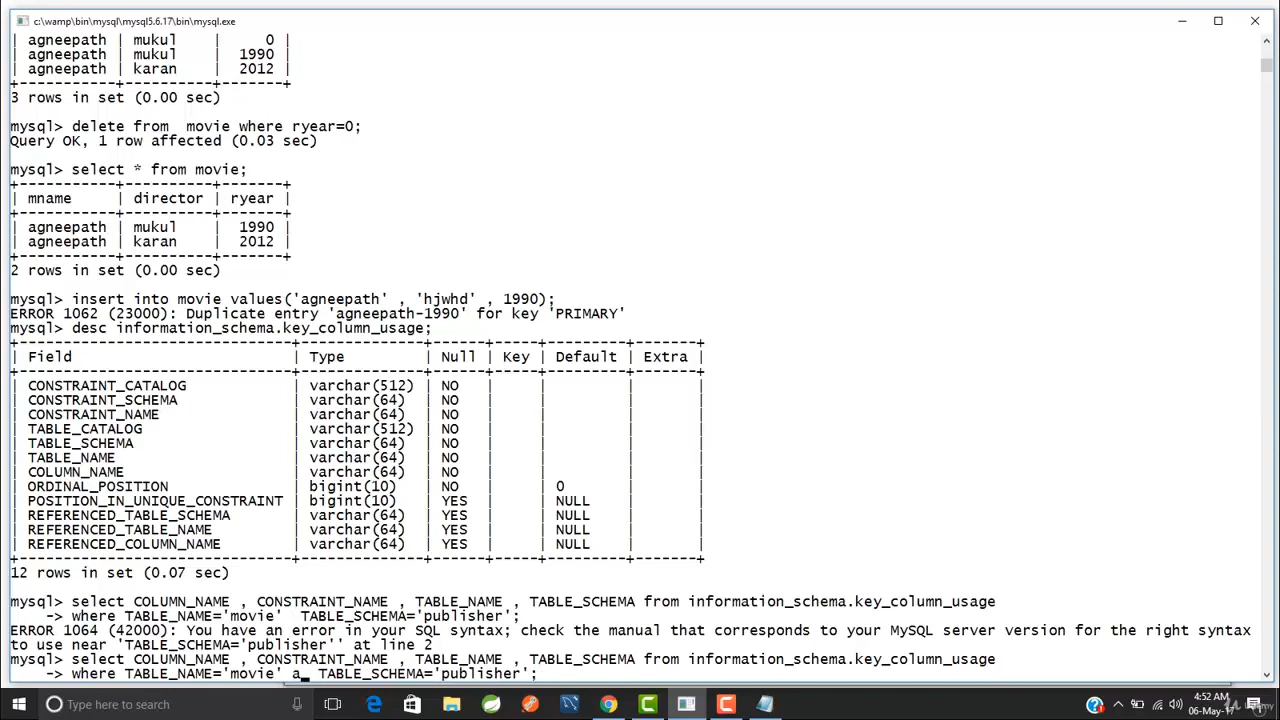 c:\wamp\bin\mysql\mysql5.6.17\bin\mysql.exe
| agneepath | mukul    |     0 |
| agneepath | mukul    |  1990 |
| agneepath | karan    |  2012 |
+-----------+----------+-------+
3 rows in set (0.00 sec)
mysql> delete from  movie where ryear=0;
Query OK, 1 row affected (0.03 sec)
mysql> select * from movie;
+-----------+----------+-------+
| mname     | director | ryear |
+-----------+----------+-------+
| agneepath | mukul    |  1990 |
| agneepath | karan    |  2012 |
+-----------+----------+-------+
2 rows in set (0.00 sec)
mysql> insert into movie values('agneepath' , 'hjwhd' , 1990);
ERROR 1062 (23000): Duplicate entry 'agneepath-1990' for key 'PRIMARY'
mysql> desc information_schema.key_column_usage;
+-------------------------------+--------------+------+-----+---------+-------+
| Field                         | Type         | Null | Key | Default | Extra |
+-------------------------------+--------------+------+-----+---------+-------+
| CONSTRAINT_CATALOG            | varchar(512) | NO   |     |         |       |
| CONSTRAINT_SCHEMA             | varchar(64)  | NO   |     |         |       |
| CONSTRAINT_NAME               | varchar(64)  | NO   |     |         |       |
| TABLE_CATALOG                 | varchar(512) | NO   |     |         |       |
| TABLE_SCHEMA                  | varchar(64)  | NO   |     |         |       |
| TABLE_NAME                    | varchar(64)  | NO   |     |         |       |
| COLUMN_NAME                   | varchar(64)  | NO   |     |         |       |
| ORDINAL_POSITION              | bigint(10)   | NO   |     | 0       |       |
| POSITION_IN_UNIQUE_CONSTRAINT | bigint(10)   | YES  |     | NULL    |       |
| REFERENCED_TABLE_SCHEMA       | varchar(64)  | YES  |     | NULL    |       |
| REFERENCED_TABLE_NAME         | varchar(64)  | YES  |     | NULL    |       |
| REFERENCED_COLUMN_NAME        | varchar(64)  | YES  |     | NULL    |       |
+-------------------------------+--------------+------+-----+---------+-------+
12 rows in set (0.07 sec)
mysql> select COLUMN_NAME , CONSTRAINT_NAME , TABLE_NAME , TABLE_SCHEMA from information_schema.key_column_usage
    -> where TABLE_NAME='movie'  TABLE_SCHEMA='publisher';
ERROR 1064 (42000): You have an error in your SQL syntax; check the manual that corresponds to your MySQL server version for the right syntax
to use near 'TABLE_SCHEMA='publisher'' at line 2
mysql> select COLUMN_NAME , CONSTRAINT_NAME , TABLE_NAME , TABLE_SCHEMA from information_schema.key_column_usage
    -> where TABLE_NAME='movie' a_ TABLE_SCHEMA='publisher';
Type here to search
4:52 AM
06-May-1